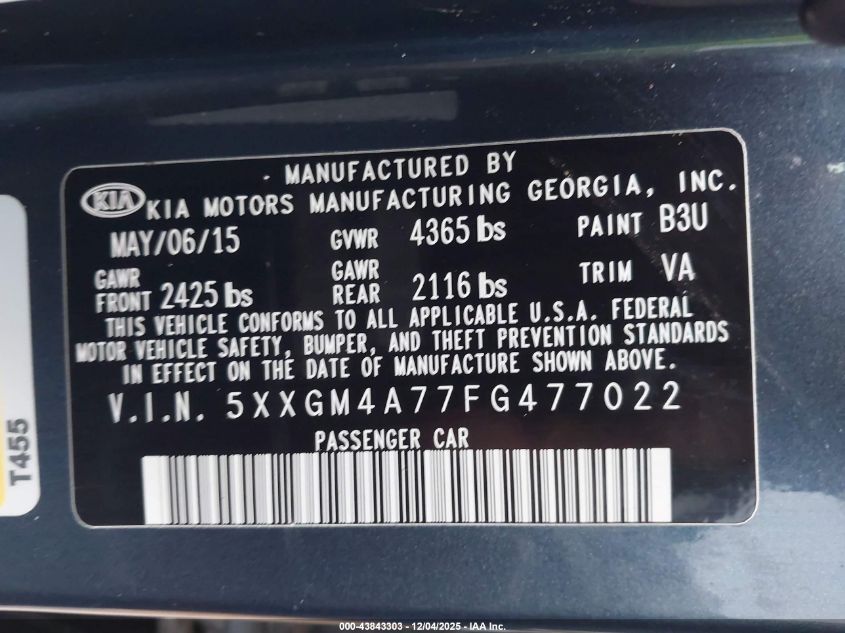 MANUFACTURED BY
KIA KIA MOTORS MANUFACTURING GEORGIA, INC.
MAY/06/15 GVWR 4365 lbs PAINT B3U
GAWR FRONT 2425 lbs GAWR REAR 2116 lbs TRIM VA
THIS VEHICLE CONFORMS TO ALL APPLICABLE U.S.A. FEDERAL
MOTOR VEHICLE SAFETY, BUMPER, AND THEFT PREVENTION STANDARDS
IN EFFECT ON THE DATE OF MANUFACTURE SHOWN ABOVE.
V.I.N. 5XXGM4A77FG477022
PASSENGER CAR
T455
000-43843303 - 12/04/2025 - IAA Inc.